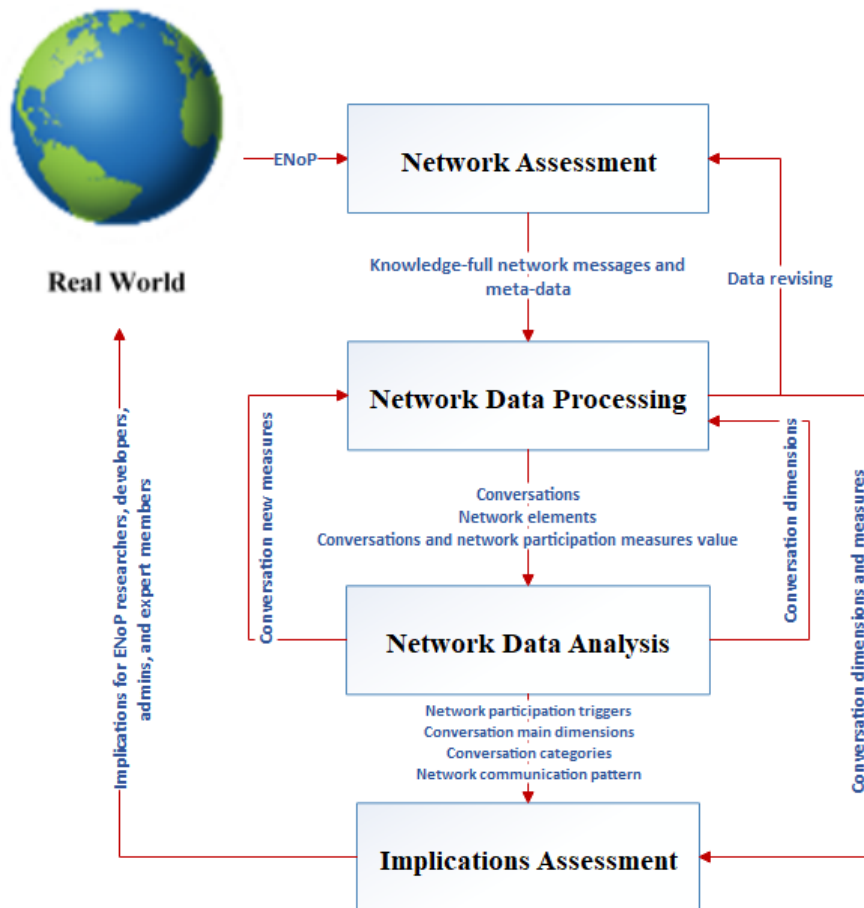 ENoP
Network Assessment
Real World
Knowledge-full network messages and
meta-data
Data revising
Network Data Processing
Conversation new measures
Conversations
Network elements
Conversations and network participation measures value
Conversation dimensions
Conversation dimensions and measures
Implications for ENoP researchers, developers,
admins, and expert members
Network Data Analysis
Network participation triggers
Conversation main dimensions
Conversation categories
Network communication pattern
Implications Assessment